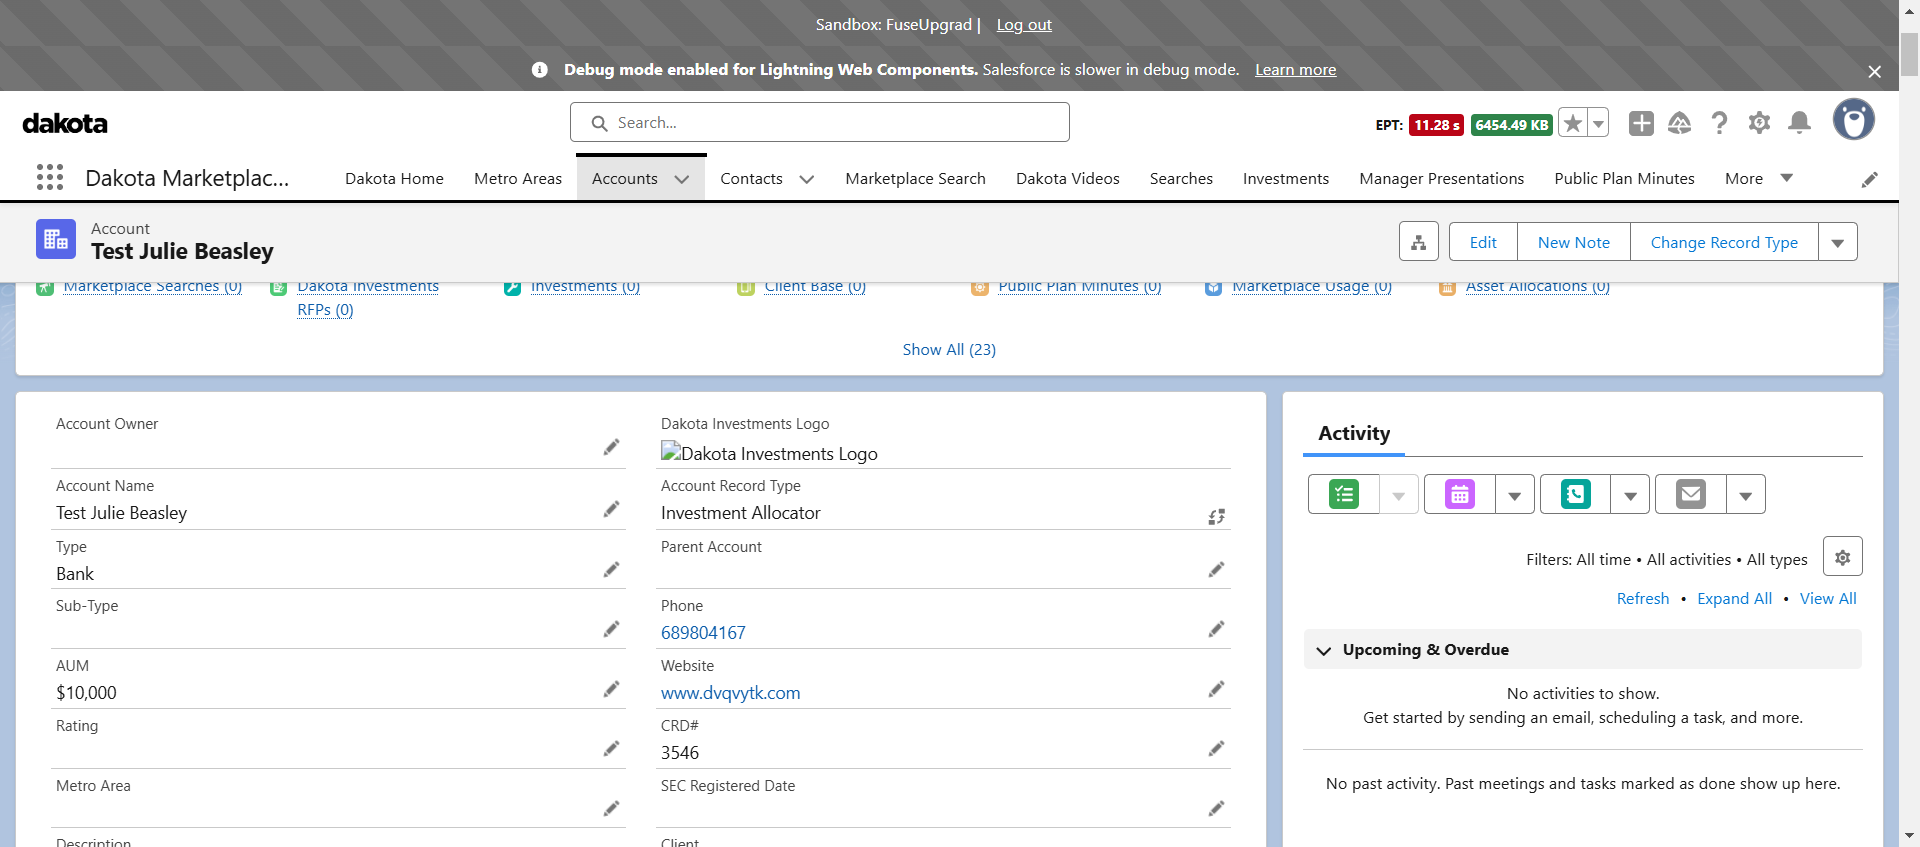 Sandbox: FuseUpgrad | Log out
Debug mode enabled for Lightning Web Components. Salesforce is slower in debug mode. Learn more
dakota
Search...
EPT: 11.28 s 6454.49 KB
Dakota Marketplac...
Dakota Home Metro Areas Accounts Contacts Marketplace Search Dakota Videos Searches Investments Manager Presentations Public Plan Minutes More
Account
Test Julie Beasley
Edit New Note Change Record Type
Marketplace Searches (0) Dakota Investments RFPs (0) Investments (0) Client Base (0) Public Plan Minutes (0) Marketplace Usage (0) Asset Allocations (0)
Show All (23)
Account Owner
Dakota Investments Logo
Dakota Investments Logo
Account Name
Test Julie Beasley
Account Record Type
Investment Allocator
Type
Bank
Parent Account
Sub-Type
Phone
689804167
AUM
$10,000
Website
www.dvqvytk.com
Rating
CRD#
3546
Metro Area
SEC Registered Date
Description
Client
Activity
Filters: All time • All activities • All types
Refresh • Expand All • View All
Upcoming & Overdue
No activities to show.
Get started by sending an email, scheduling a task, and more.
No past activity. Past meetings and tasks marked as done show up here.